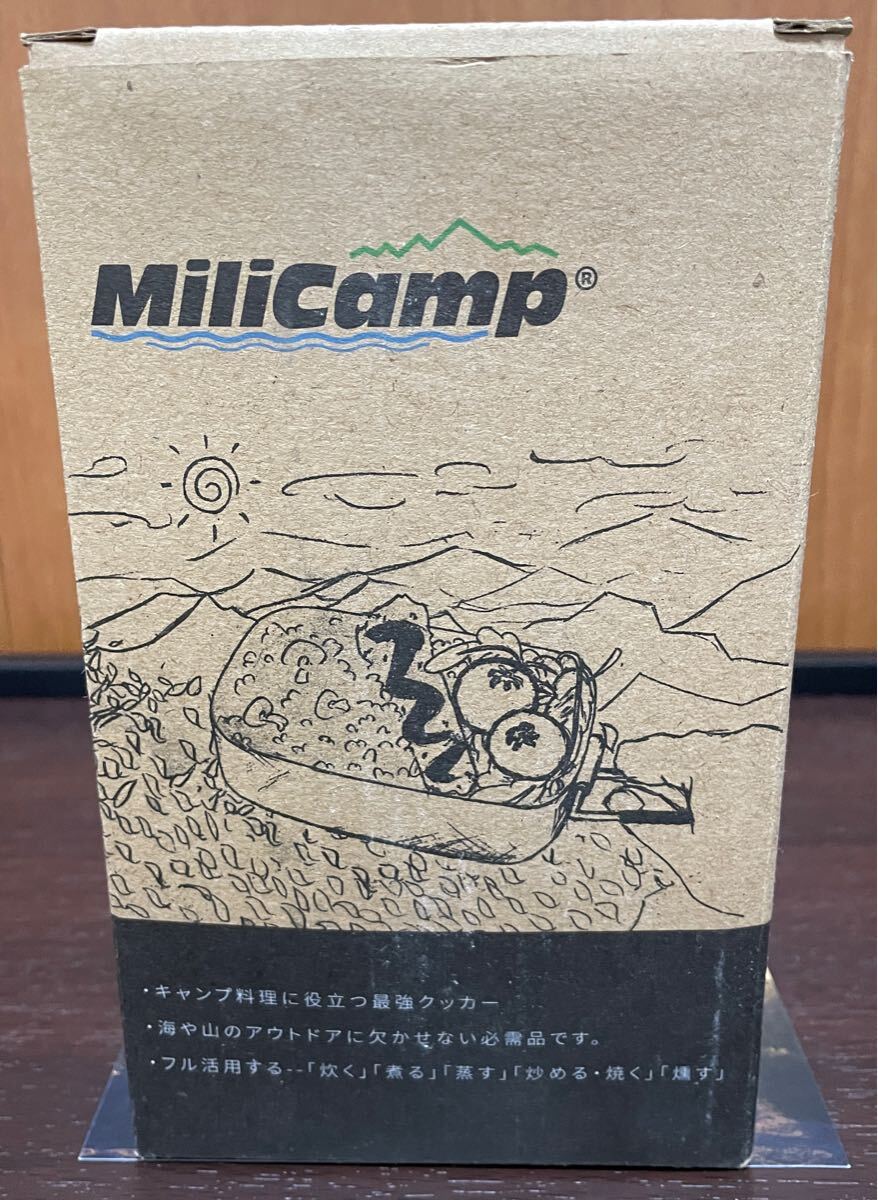 MiliCamp®
・キャンプ料理に役立つ最強クッカー
・海や山のアウトドアに欠かせない必需品です。
・フル活用する--「炊く」「煮る」「蒸す」「炒める・焼く」「燻す」